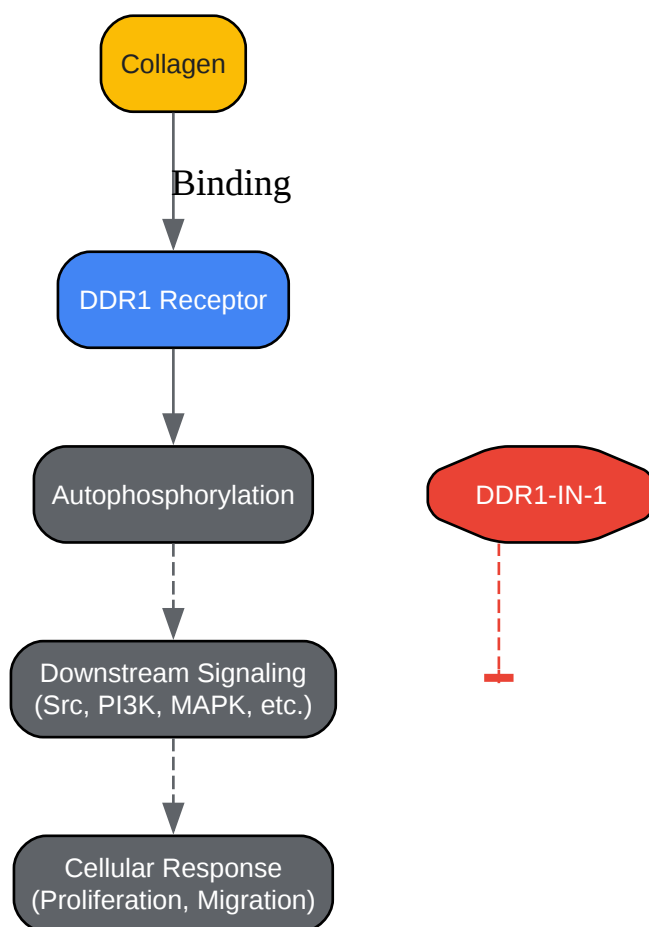 Collagen
Binding
DDR1 Receptor
Autophosphorylation
DDR1-IN-1
Downstream Signaling
(Src, PI3K, MAPK, etc.)
Cellular Response
(Proliferation, Migration)